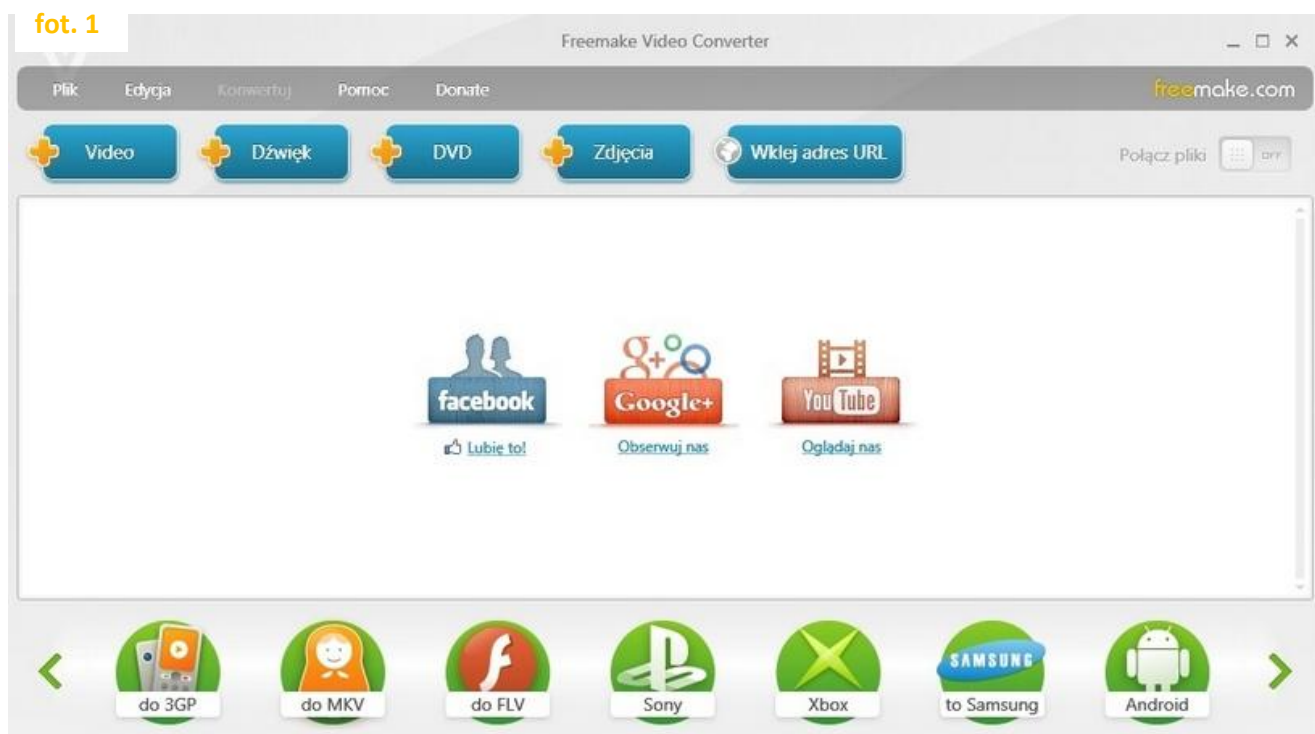 fot. 1
Freemake Video Converter
Plik Edycja Konwertuj Pomoc Donate freemake.com
Video Dźwięk DVD Zdjęcia Wklej adres URL Połącz pliki OFF
facebook Google+ YouTube
Lubię to! Obserwuj nas Oglądaj nas
SAMSUNG
do 3GP do MKV do FLV Sony Xbox to Samsung Android